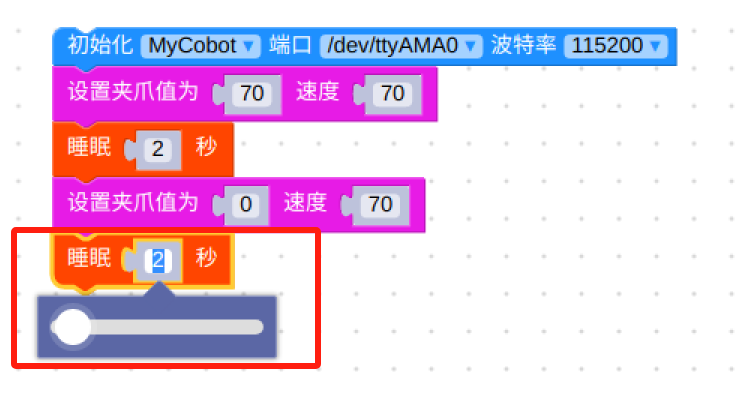 初始化 MyCobot 端口 /dev/ttyAMA0 波特率 115200
设置夹爪值为 70 速度 70
睡眠 2 秒
设置夹爪值为 0 速度 70
睡眠 2 秒